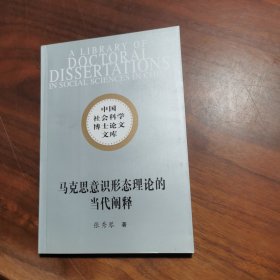 A LIBRARY OF
DOCTORAL
DISSERTATIONS
IN SOCIAL SCIENCES IN CHINA
中国
社会科学
博士论文
文库
马克思意识形态理论的
当代阐释
张秀琴 著